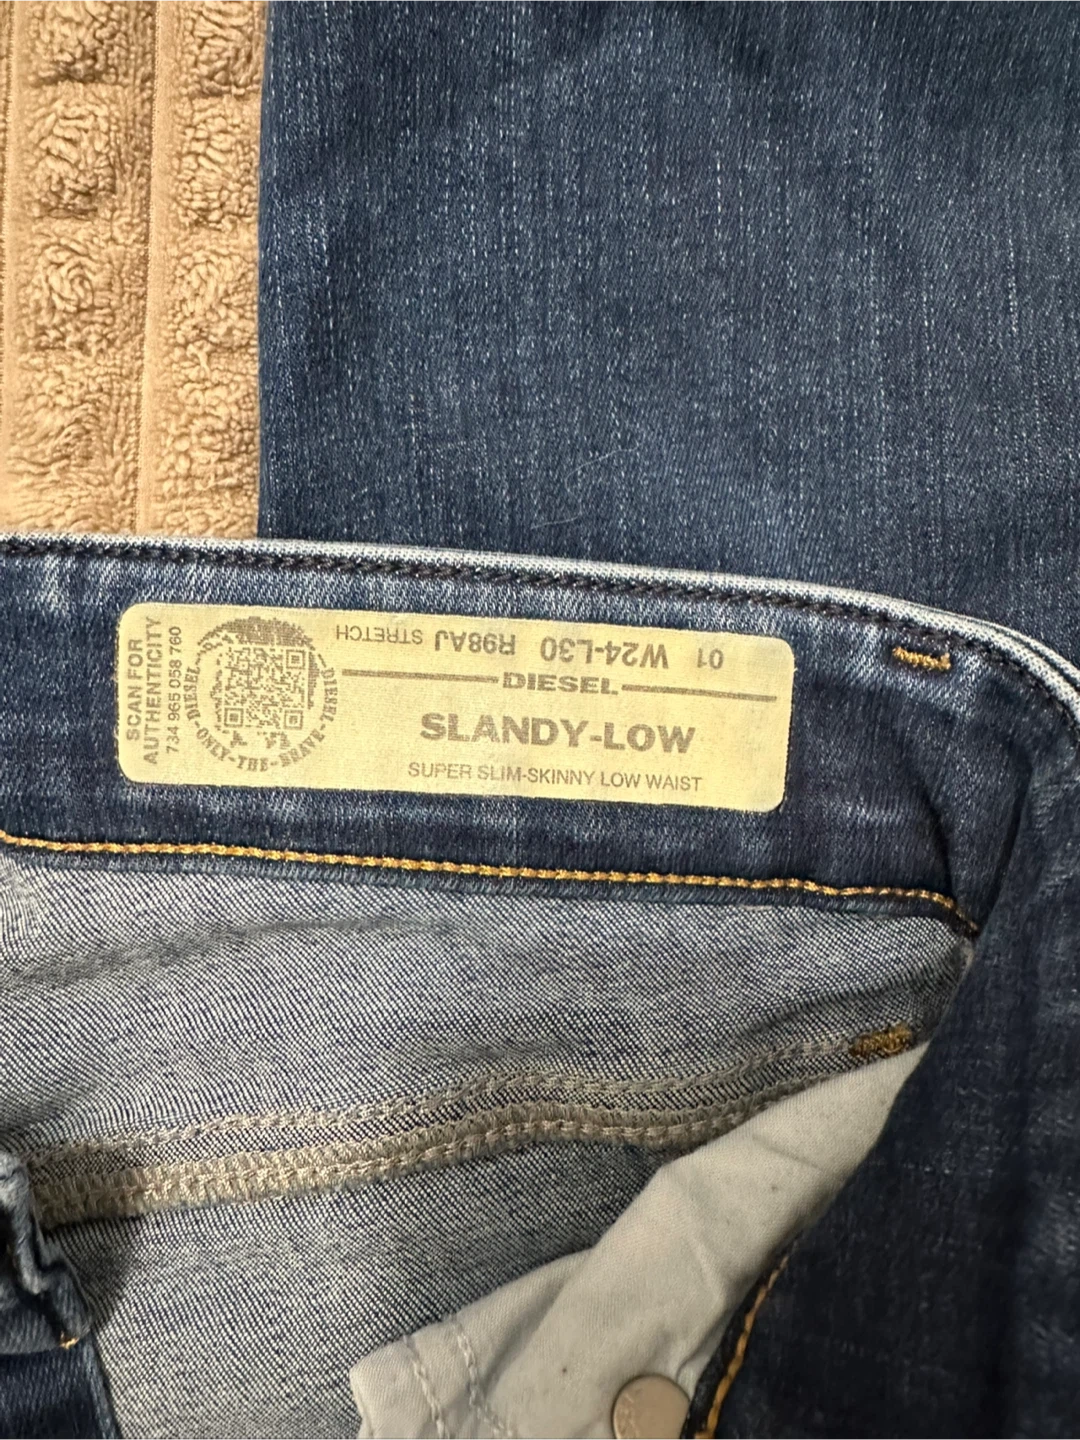 SCAN FOR
AUTHENTICITY
734 965 058 760
DIESEL-ONLY-THE-BRAVE-DIESEL
01 W24-L30 R98AJ STRETCH
DIESEL
SLANDY-LOW
SUPER SLIM-SKINNY LOW WAIST